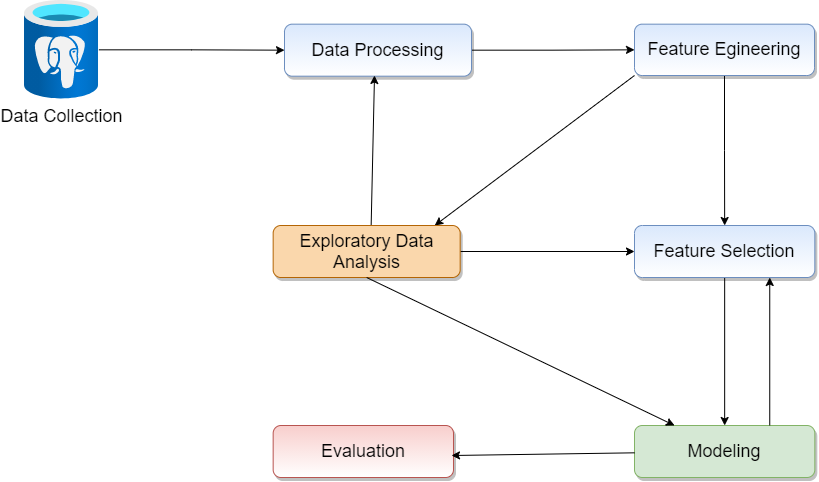 Data Processing
Feature Egineering
Data Collection
Exploratory Data
Analysis
Feature Selection
Evaluation
Modeling